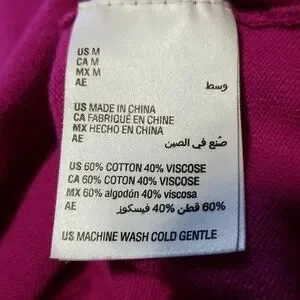 US M
CA M
MX M
AE وسط
US MADE IN CHINA
CA FABRIQUÉ EN CHINE
MX HECHO EN CHINA
AE صُنع في الصين
US 60% COTTON 40% VISCOSE
CA 60% COTON 40% VISCOSE
MX 60% algodón 40% viscosa
AE 60% قطن 40% فيسكوز
US MACHINE WASH COLD GENTLE